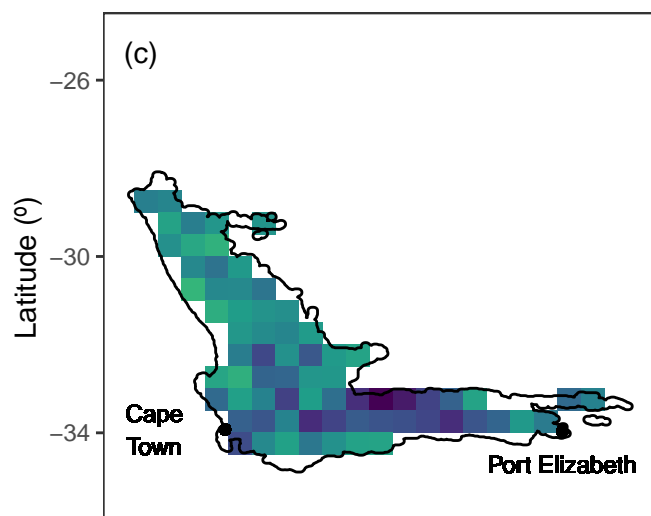 (c)
−26
−30
−34
Latitude (º)
Cape
Town
Port Elizabeth